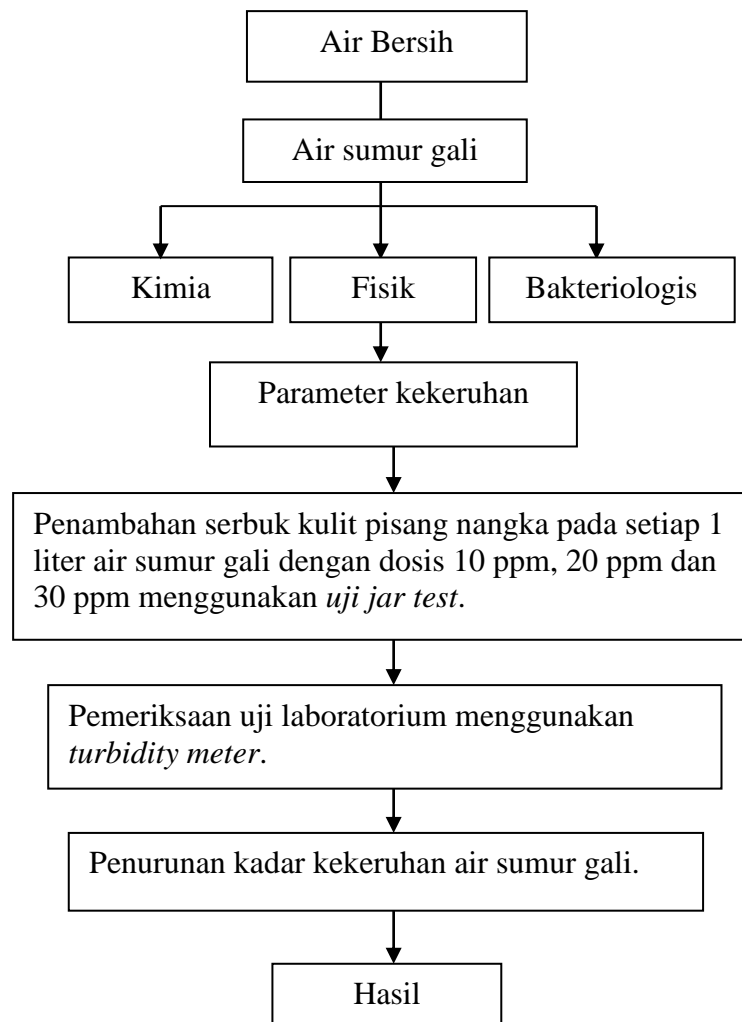 Air Bersih
Air sumur gali
Kimia
Fisik
Bakteriologis
Parameter kekeruhan
Penambahan serbuk kulit pisang nangka pada setiap 1
liter air sumur gali dengan dosis 10 ppm, 20 ppm dan
30 ppm menggunakan uji jar test.
Pemeriksaan uji laboratorium menggunakan
turbidity meter.
Penurunan kadar kekeruhan air sumur gali.
Hasil